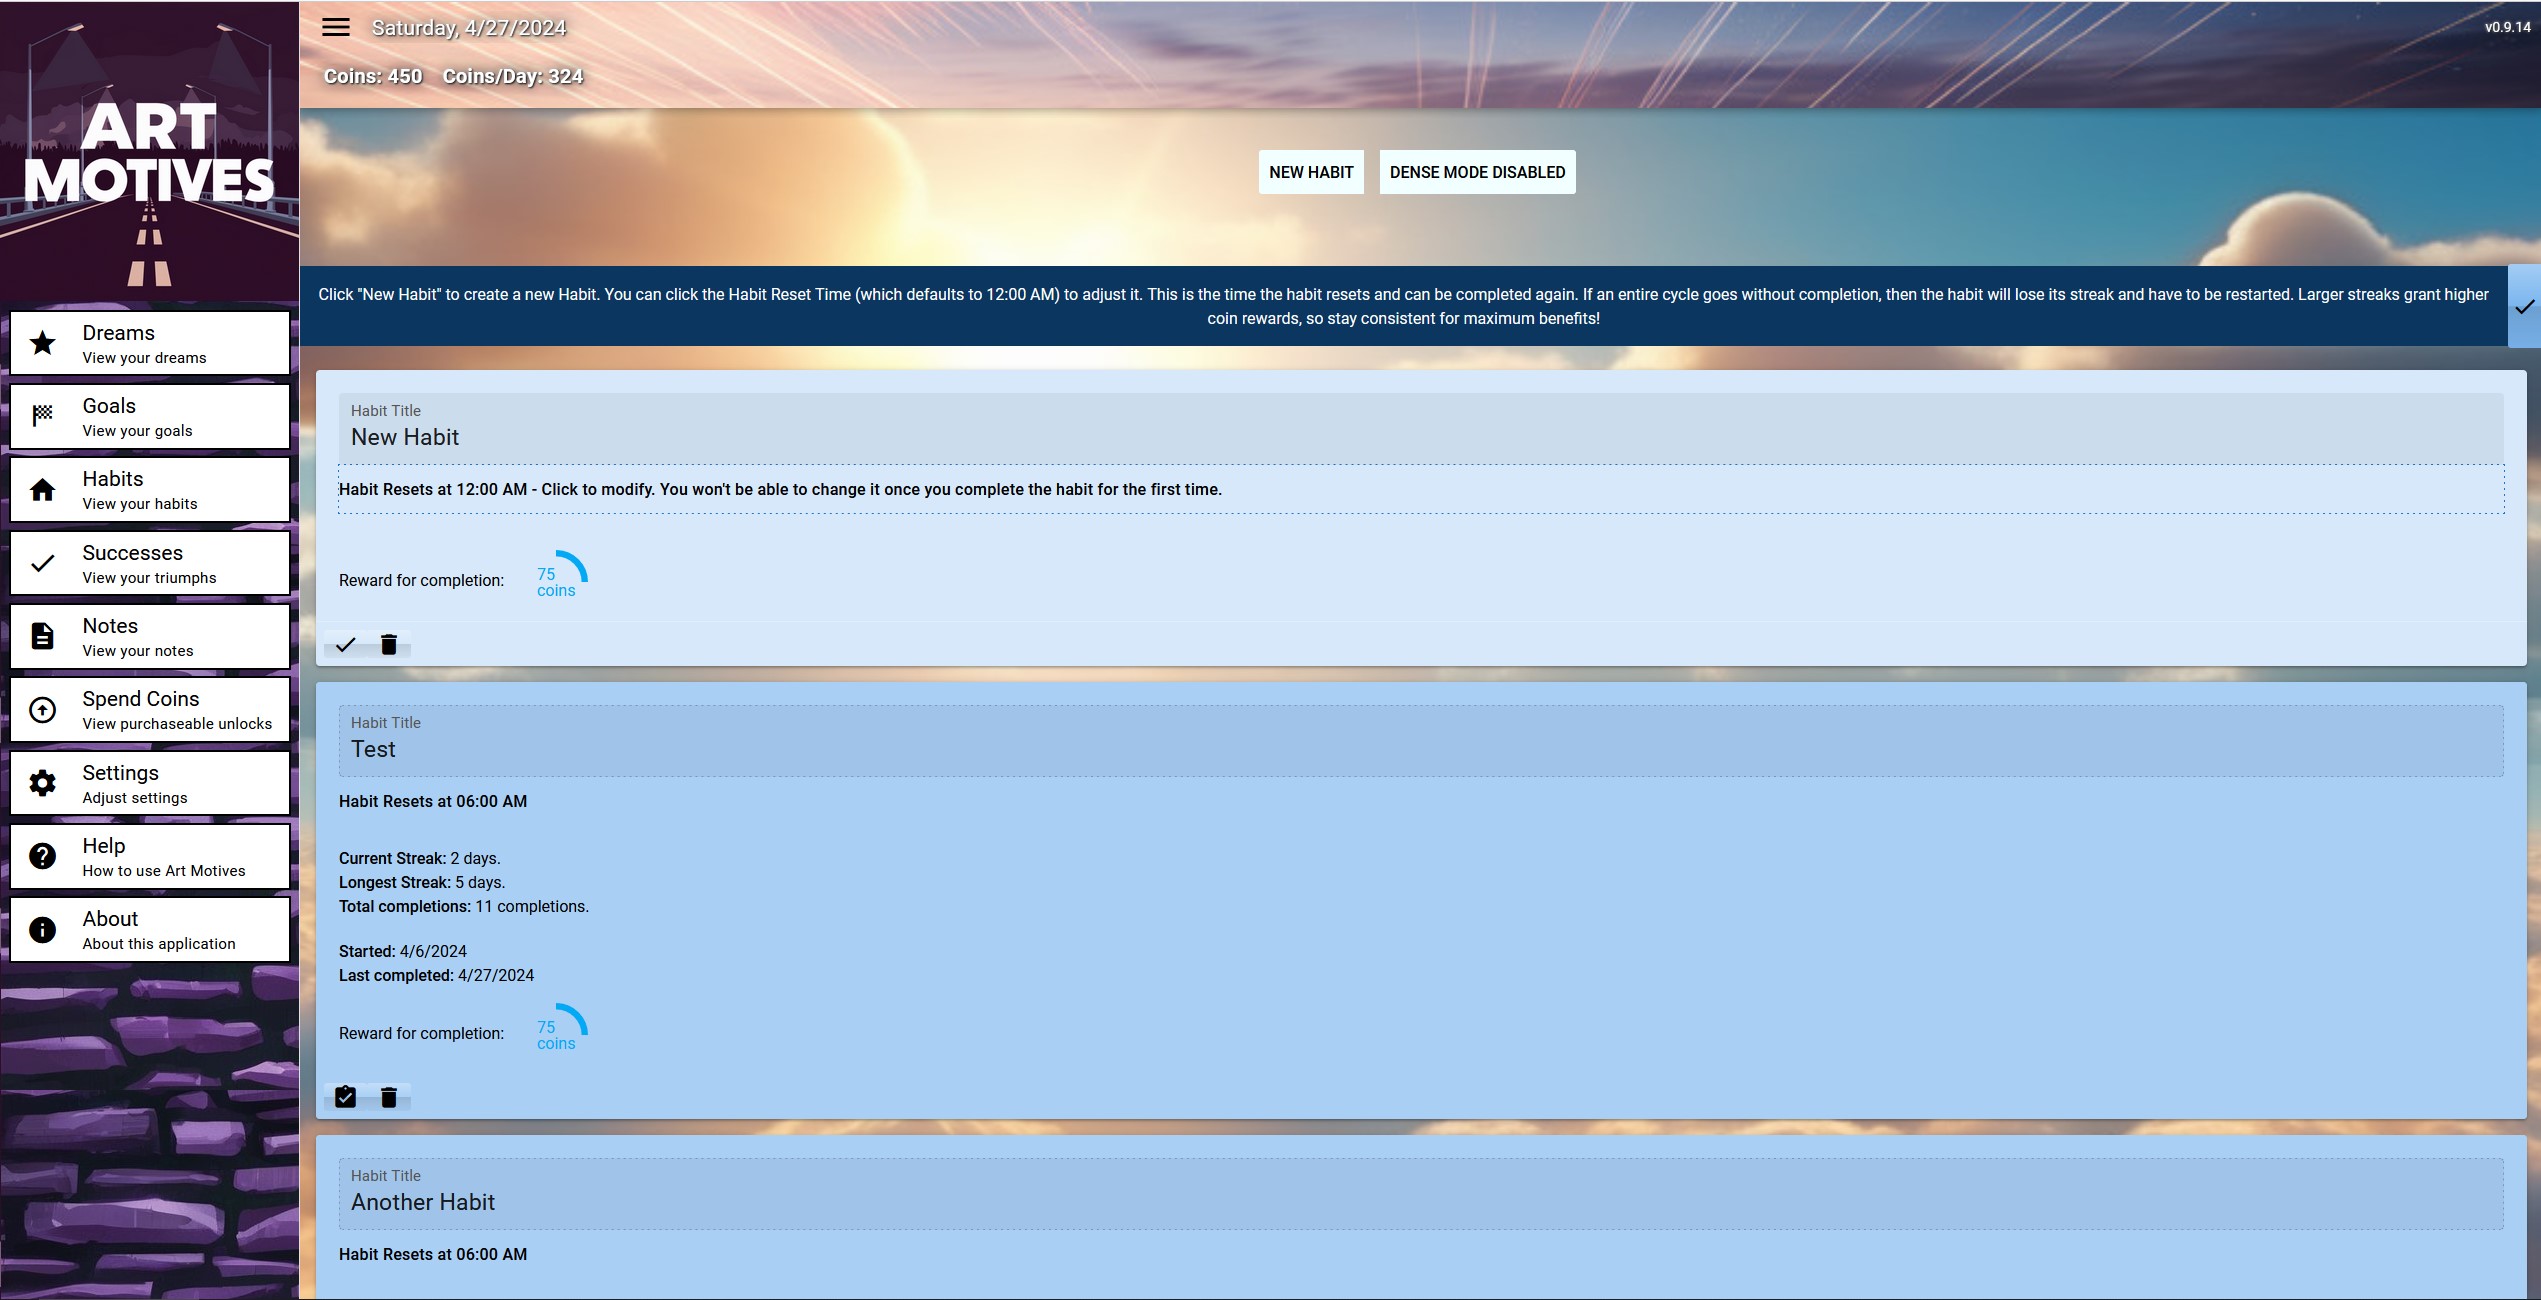 ART
MOTIVES
Dreams
View your dreams
Goals
View your goals
Habits
View your habits
Successes
View your triumphs
Notes
View your notes
Spend Coins
View purchaseable unlocks
Settings
Adjust settings
Help
How to use Art Motives
About
About this application
Saturday, 4/27/2024
v0.9.14
Coins: 450 Coins/Day: 324
NEW HABIT DENSE MODE DISABLED
Click "New Habit" to create a new Habit. You can click the Habit Reset Time (which defaults to 12:00 AM) to adjust it. This is the time the habit resets and can be completed again. If an entire cycle goes without completion, then the habit will lose its streak and have to be restarted. Larger streaks grant higher
coin rewards, so stay consistent for maximum benefits!
Habit Title
New Habit
Habit Resets at 12:00 AM - Click to modify. You won't be able to change it once you complete the habit for the first time.
Reward for completion: 75
coins
Habit Title
Test
Habit Resets at 06:00 AM
Current Streak: 2 days.
Longest Streak: 5 days.
Total completions: 11 completions.
Started: 4/6/2024
Last completed: 4/27/2024
Reward for completion: 75
coins
Habit Title
Another Habit
Habit Resets at 06:00 AM